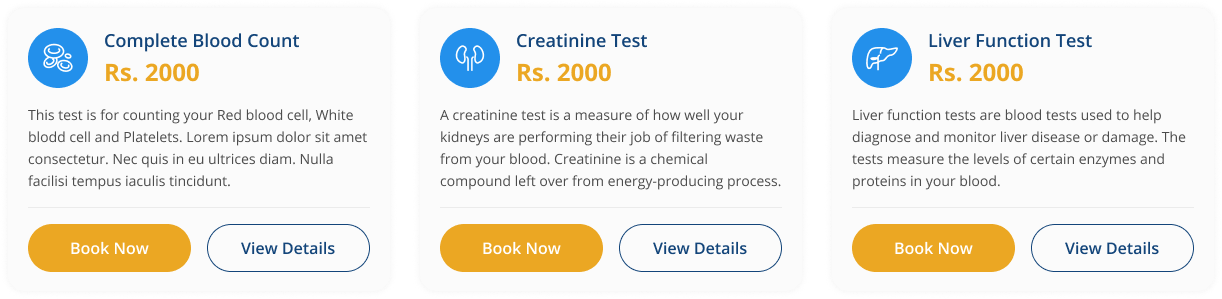 Complete Blood Count
Rs. 2000
This test is for counting your Red blood cell, White
blodd cell and Platelets. Lorem ipsum dolor sit amet
consectetur. Nec quis in eu ultrices diam. Nulla
facilisi tempus iaculis tincidunt.
Book Now
View Details
Creatinine Test
Rs. 2000
A creatinine test is a measure of how well your
kidneys are performing their job of filtering waste
from your blood. Creatinine is a chemical
compound left over from energy-producing process.
Book Now
View Details
Liver Function Test
Rs. 2000
Liver function tests are blood tests used to help
diagnose and monitor liver disease or damage. The
tests measure the levels of certain enzymes and
proteins in your blood.
Book Now
View Details